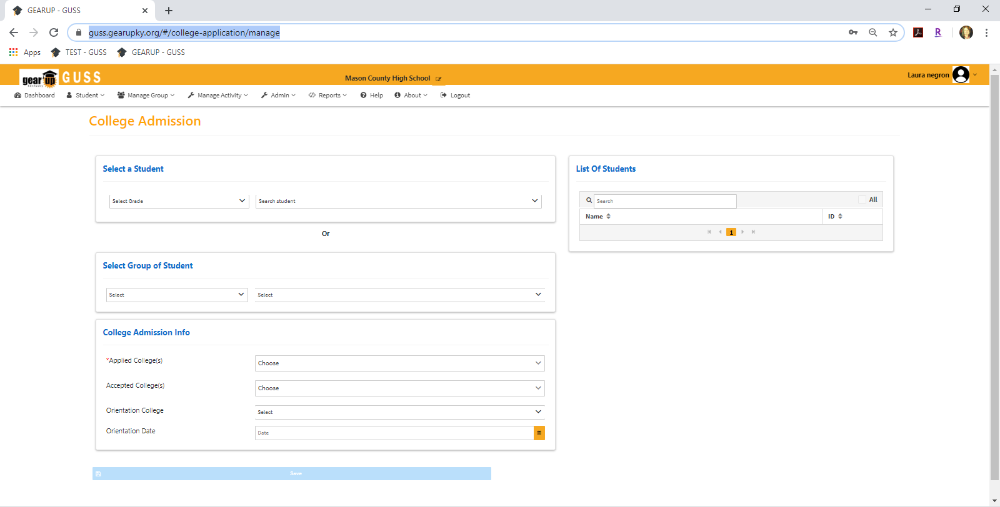 GEARUP - GUSS
guss.gearupky.org/#/college-application/manage
Apps TEST - GUSS GEARUP - GUSS
gear up kentucky GUSS
Mason County High School
Laura negron
Dashboard Student Manage Group Manage Activity Admin Reports Help About Logout
College Admission
Select a Student
Select Grade Search student
Or
Select Group of Student
Select Select
College Admission Info
*Applied College(s) Choose
Accepted College(s) Choose
Orientation College Select
Orientation Date Date
Save
List Of Students
Search All
Name ID
1